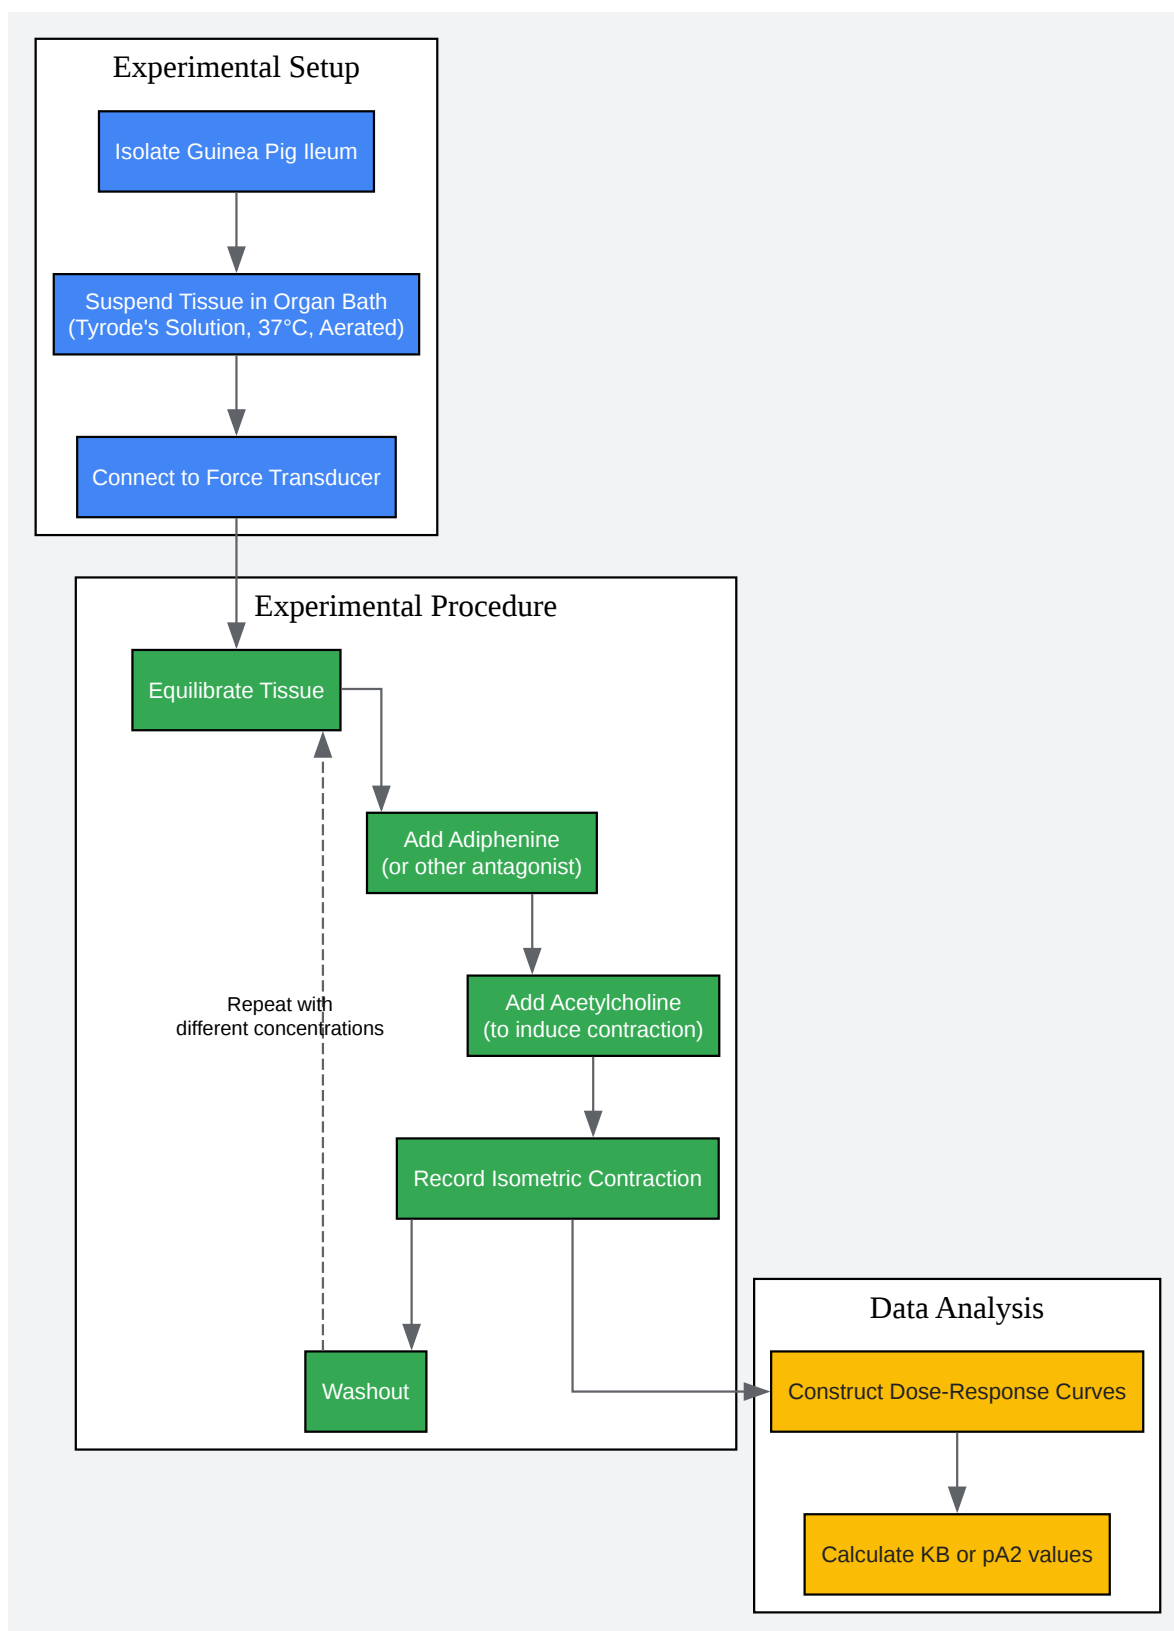 Experimental Setup
Isolate Guinea Pig Ileum
Suspend Tissue in Organ Bath
(Tyrode's Solution, 37°C, Aerated)
Connect to Force Transducer
Experimental Procedure
Equilibrate Tissue
Add Adiphenine
(or other antagonist)
Add Acetylcholine
(to induce contraction)
Repeat with
different concentrations
Record Isometric Contraction
Washout
Data Analysis
Construct Dose-Response Curves
Calculate KB or pA2 values